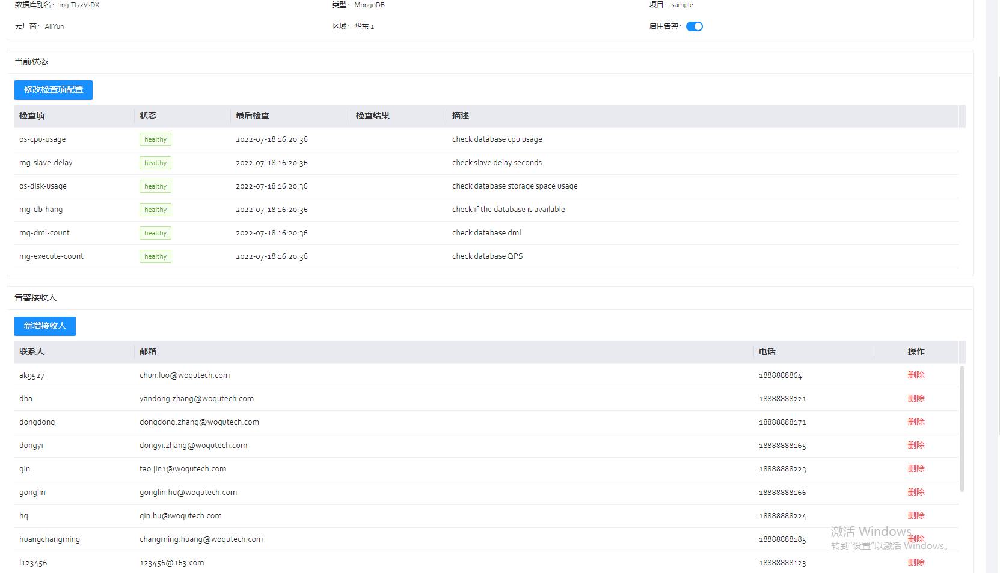 数据库别名： mg-Tl7zVsDX 类型： MongoDB 项目： sample
云厂商： AliYun 区域： 华东 1 启用告警：
当前状态
修改检查项配置
检查项 状态 最后检查 检查结果 描述
os-cpu-usage healthy 2022-07-18 16:20:36 check database cpu usage
mg-slave-delay healthy 2022-07-18 16:20:36 check slave delay seconds
os-disk-usage healthy 2022-07-18 16:20:36 check database storage space usage
mg-db-hang healthy 2022-07-18 16:20:36 check if the database is available
mg-dml-count healthy 2022-07-18 16:20:36 check database dml
mg-execute-count healthy 2022-07-18 16:20:36 check database QPS
告警接收人
新增接收人
联系人 邮箱 电话 操作
ak9527 chun.luo@woqutech.com 1888888864 删除
dba yandong.zhang@woqutech.com 18888888221 删除
dongdong dongdong.zhang@woqutech.com 18888888171 删除
dongyi dongyi.zhang@woqutech.com 18888888165 删除
gin tao.jin1@woqutech.com 18888888223 删除
gonglin gonglin.hu@woqutech.com 18888888166 删除
hq qin.hu@woqutech.com 18888888224 删除
huangchangming changming.huang@woqutech.com 18888888185 删除
l123456 123456@163.com 18888888123 删除
激活 Windows
转到“设置”以激活 Windows。